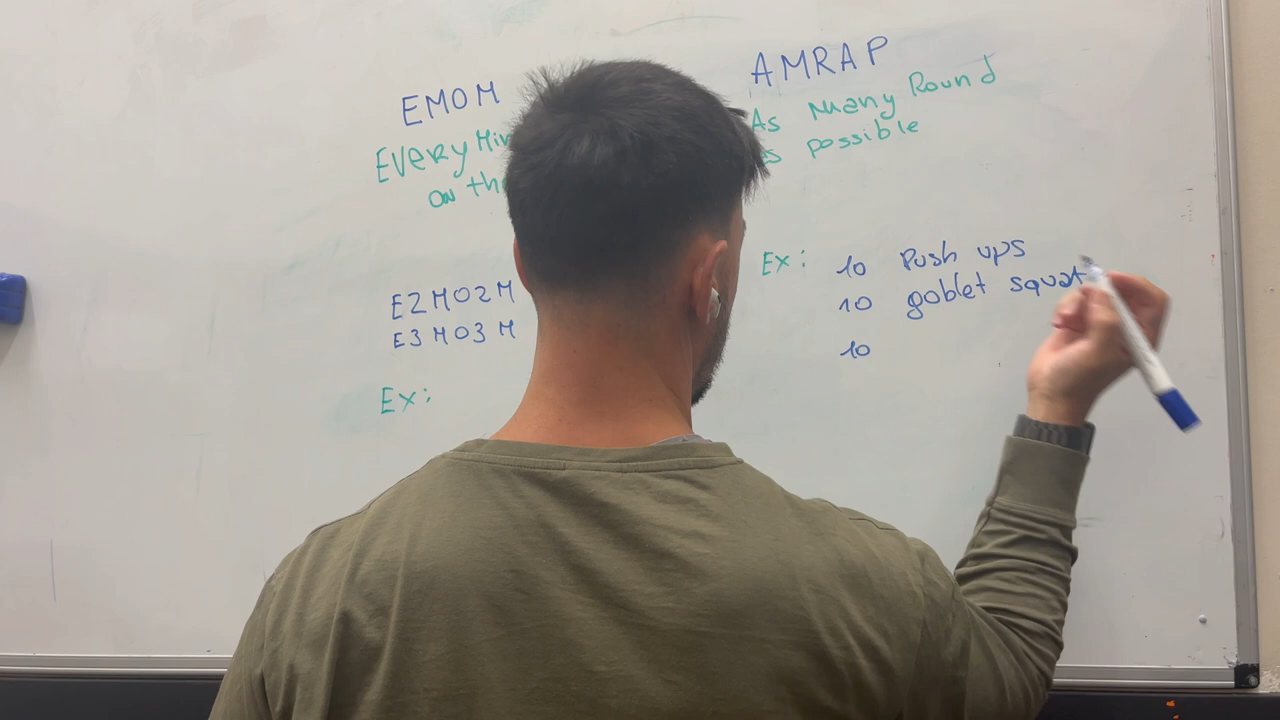 EMOM
EVERY
on
E2MO2M
E3MO3M
Ex:
AMRAP
As Many Round
possible
Ex: 10 Push ups
10 goblet squat
10